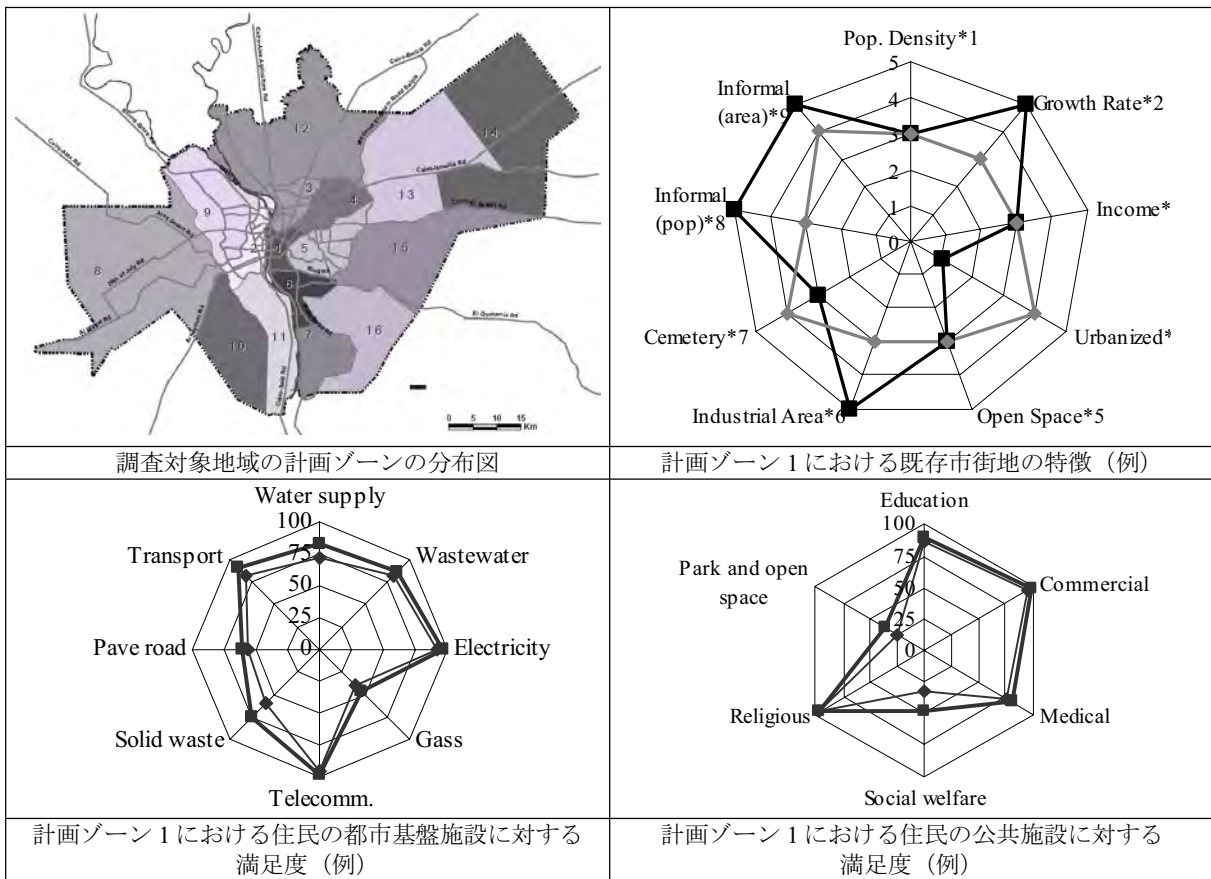 12
14
3
4
13
9
2
1
5
15
8
6
7
16
10
11
0 5 10 15
Km
調査対象地域の計画ゾーンの分布図
Pop. Density*1
5
4
3
2
1
0
Growth Rate*2
Income*
Urbanized*
Open Space*5
Industrial Area*6
Cemetery*7
Informal
(pop)*8
Informal
(area)*9
計画ゾーン 1 における既存市街地の特徴（例）
Water supply
100
75
50
25
0
Wastewater
Electricity
Gass
Telecomm.
Solid waste
Pave road
Transport
計画ゾーン 1 における住民の都市基盤施設に対する
満足度（例）
Education
100
75
50
25
0
Commercial
Medical
Social welfare
Religious
Park and open
space
計画ゾーン 1 における住民の公共施設に対する
満足度（例）